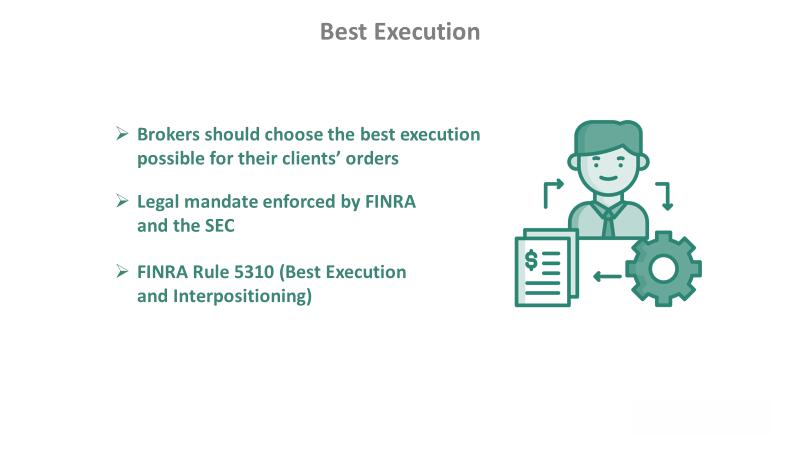 Best Execution
➢ Brokers should choose the best execution
possible for their clients’ orders
➢ Legal mandate enforced by FINRA
and the SEC
➢ FINRA Rule 5310 (Best Execution
and Interpositioning)
$